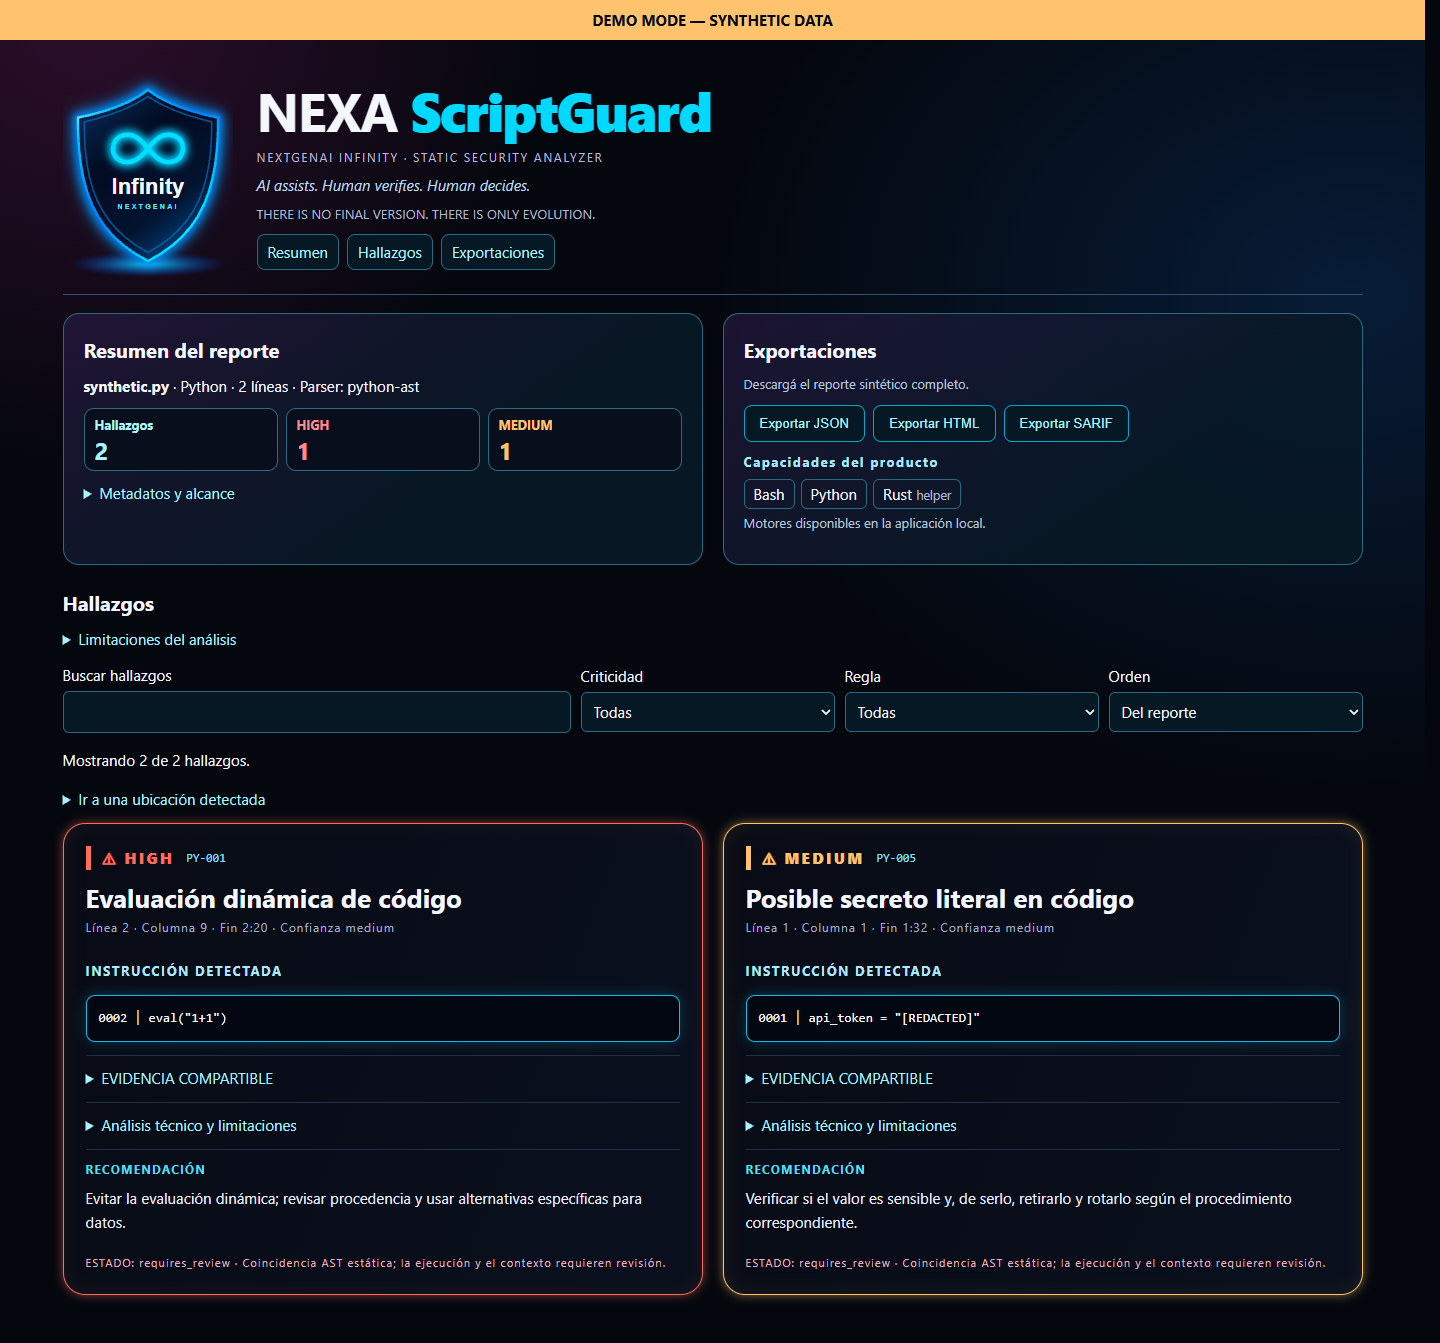 DEMO MODE — SYNTHETIC DATA
Infinity
NEXTGENAI
NEXA ScriptGuard
NEXTGENAI INFINITY · STATIC SECURITY ANALYZER
AI assists. Human verifies. Human decides.
THERE IS NO FINAL VERSION. THERE IS ONLY EVOLUTION.
Resumen Hallazgos Exportaciones
Resumen del reporte
synthetic.py · Python · 2 líneas · Parser: python-ast
Hallazgos HIGH MEDIUM
2 1 1
▶ Metadatos y alcance
Exportaciones
Descargá el reporte sintético completo.
Exportar JSON Exportar HTML Exportar SARIF
Capacidades del producto
Bash Python Rust helper
Motores disponibles en la aplicación local.
Hallazgos
▶ Limitaciones del análisis
Buscar hallazgos Criticidad Regla Orden
Todas Todas Del reporte
Mostrando 2 de 2 hallazgos.
▶ Ir a una ubicación detectada
⚠ HIGH PY-001
Evaluación dinámica de código
Línea 2 · Columna 9 · Fin 2:20 · Confianza medium
INSTRUCCIÓN DETECTADA
0002 | eval("1+1")
▶ EVIDENCIA COMPARTIBLE
▶ Análisis técnico y limitaciones
RECOMENDACIÓN
Evitar la evaluación dinámica; revisar procedencia y usar alternativas específicas para
datos.
ESTADO: requires_review · Coincidencia AST estática; la ejecución y el contexto requieren revisión.
⚠ MEDIUM PY-005
Posible secreto literal en código
Línea 1 · Columna 1 · Fin 1:32 · Confianza medium
INSTRUCCIÓN DETECTADA
0001 | api_token = "[REDACTED]"
▶ EVIDENCIA COMPARTIBLE
▶ Análisis técnico y limitaciones
RECOMENDACIÓN
Verificar si el valor es sensible y, de serlo, retirarlo y rotarlo según el procedimiento
correspondiente.
ESTADO: requires_review · Coincidencia AST estática; la ejecución y el contexto requieren revisión.